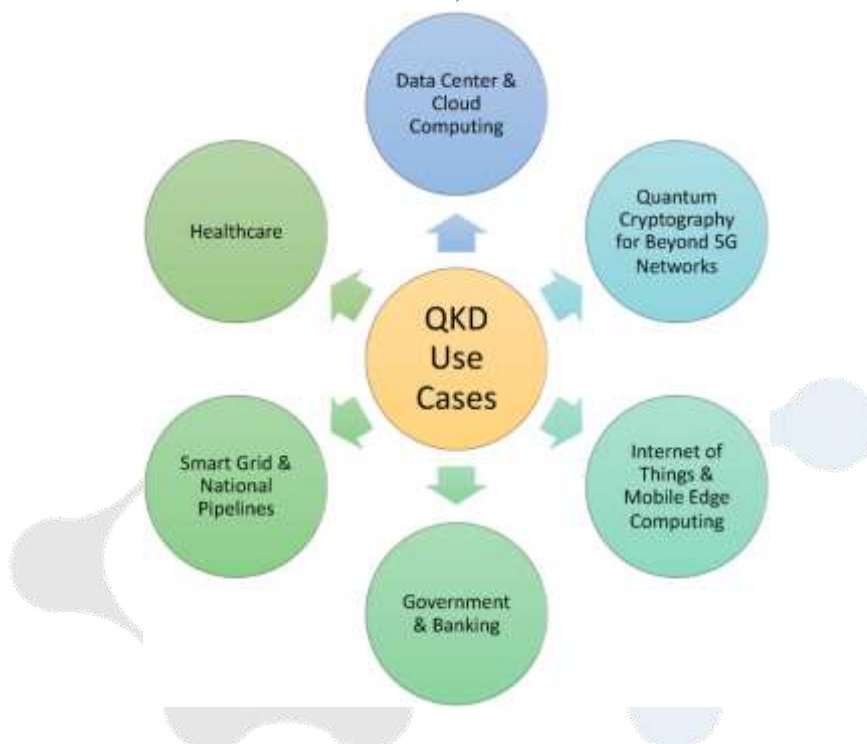 Data Center &
Cloud
Computing
Quantum
Cryptography
for Beyond 5G
Networks
Healthcare
QKD
Use
Cases
Internet of
Things &
Mobile Edge
Computing
Smart Grid &
National
Pipelines
Government
& Banking